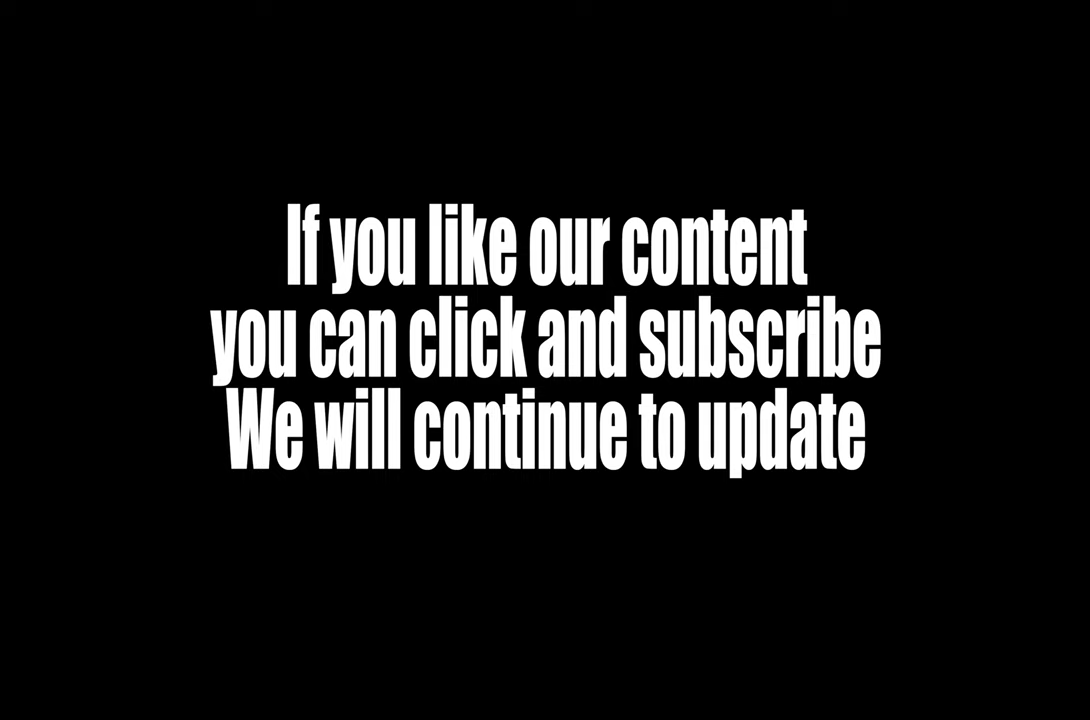 If you like our content
you can click and subscribe
We will continue to update